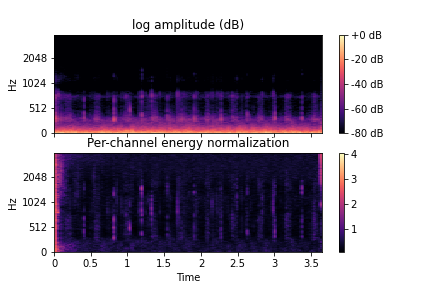 log amplitude (dB)
Hz
2048
1024
512
0
+0 dB
-20 dB
-40 dB
-60 dB
-80 dB
Per-channel energy normalization
Hz
2048
1024
512
0
0 0.5 1 1.5 2 2.5 3 3.5
Time
4
3
2
1